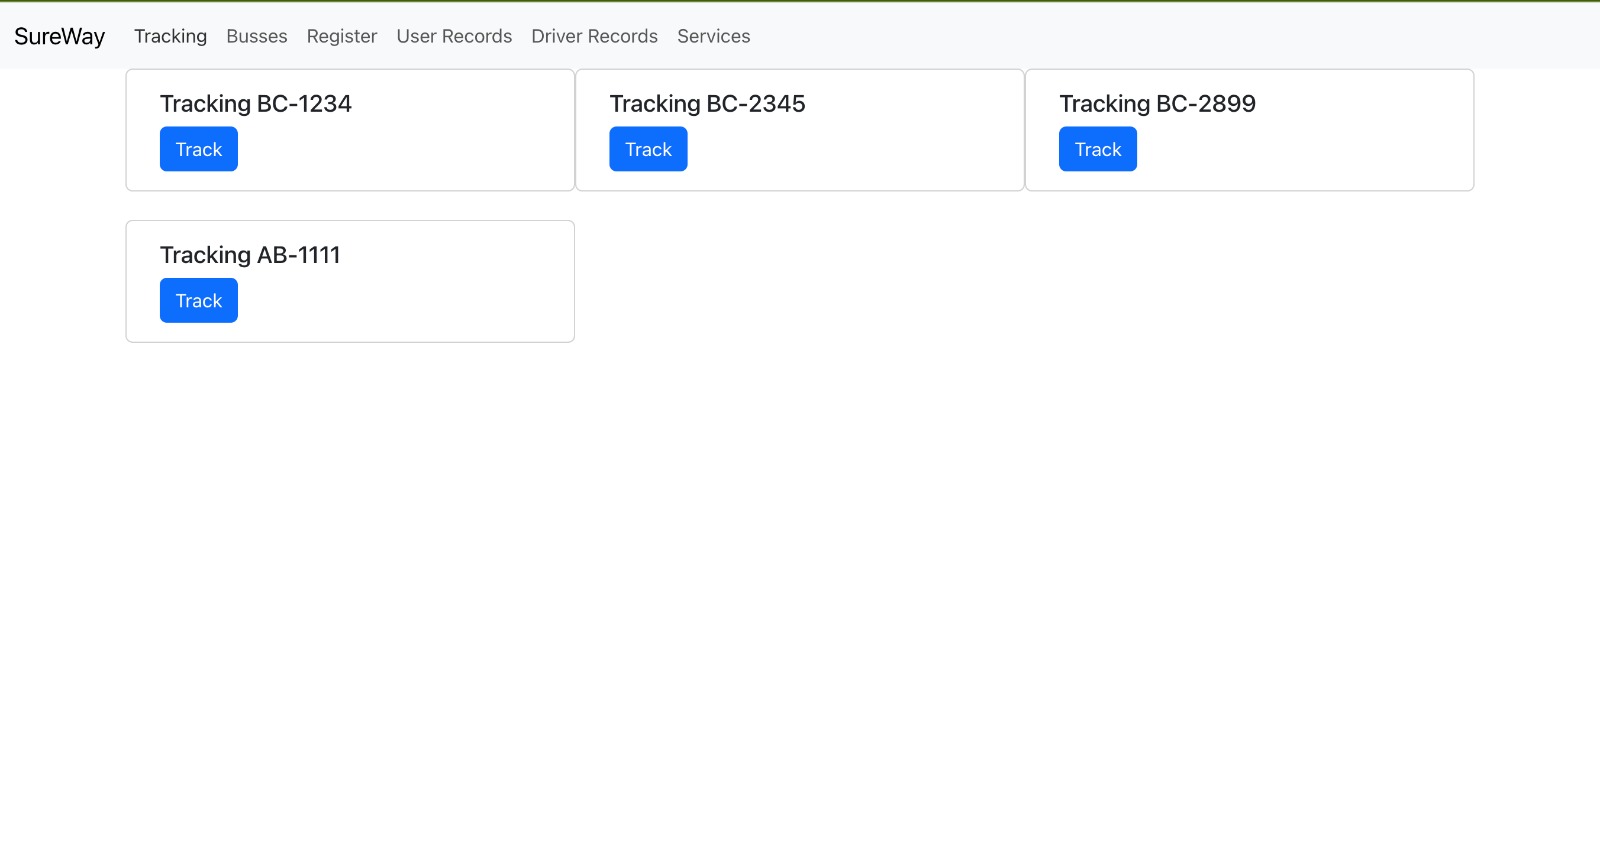 SureWay Tracking Busses Register User Records Driver Records Services
Tracking BC-1234
Track
Tracking BC-2345
Track
Tracking BC-2899
Track
Tracking AB-1111
Track